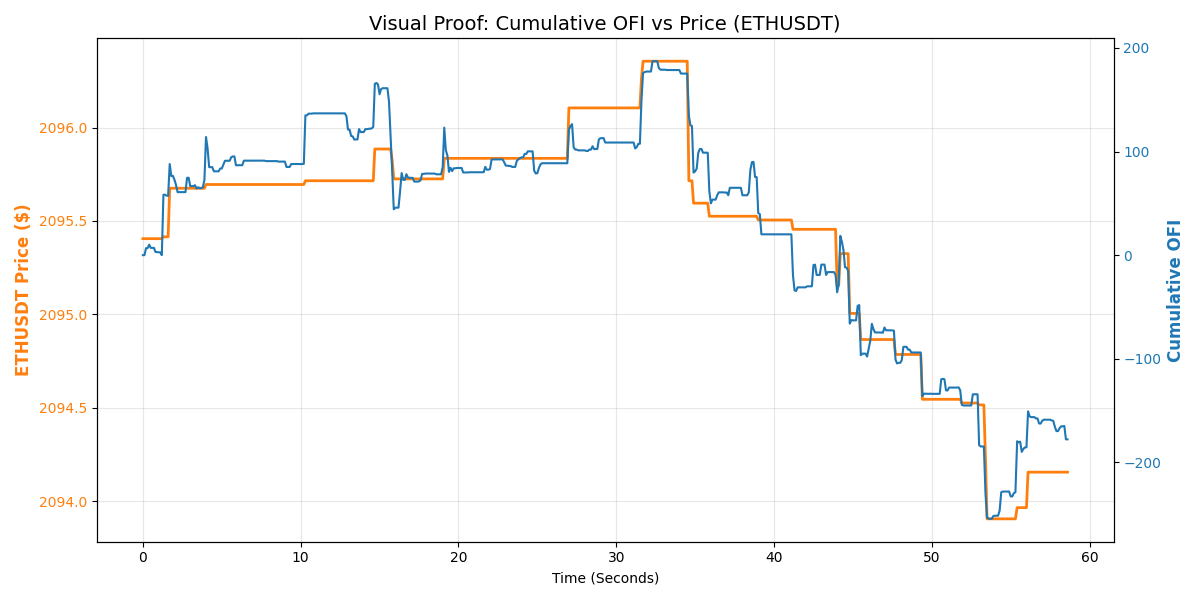 Visual Proof: Cumulative OFI vs Price (ETHUSDT)
ETHUSDT Price ($)
2096.0
2095.5
2095.0
2094.5
2094.0
200
100
0
−100
−200
Cumulative OFI
0 10 20 30 40 50 60
Time (Seconds)